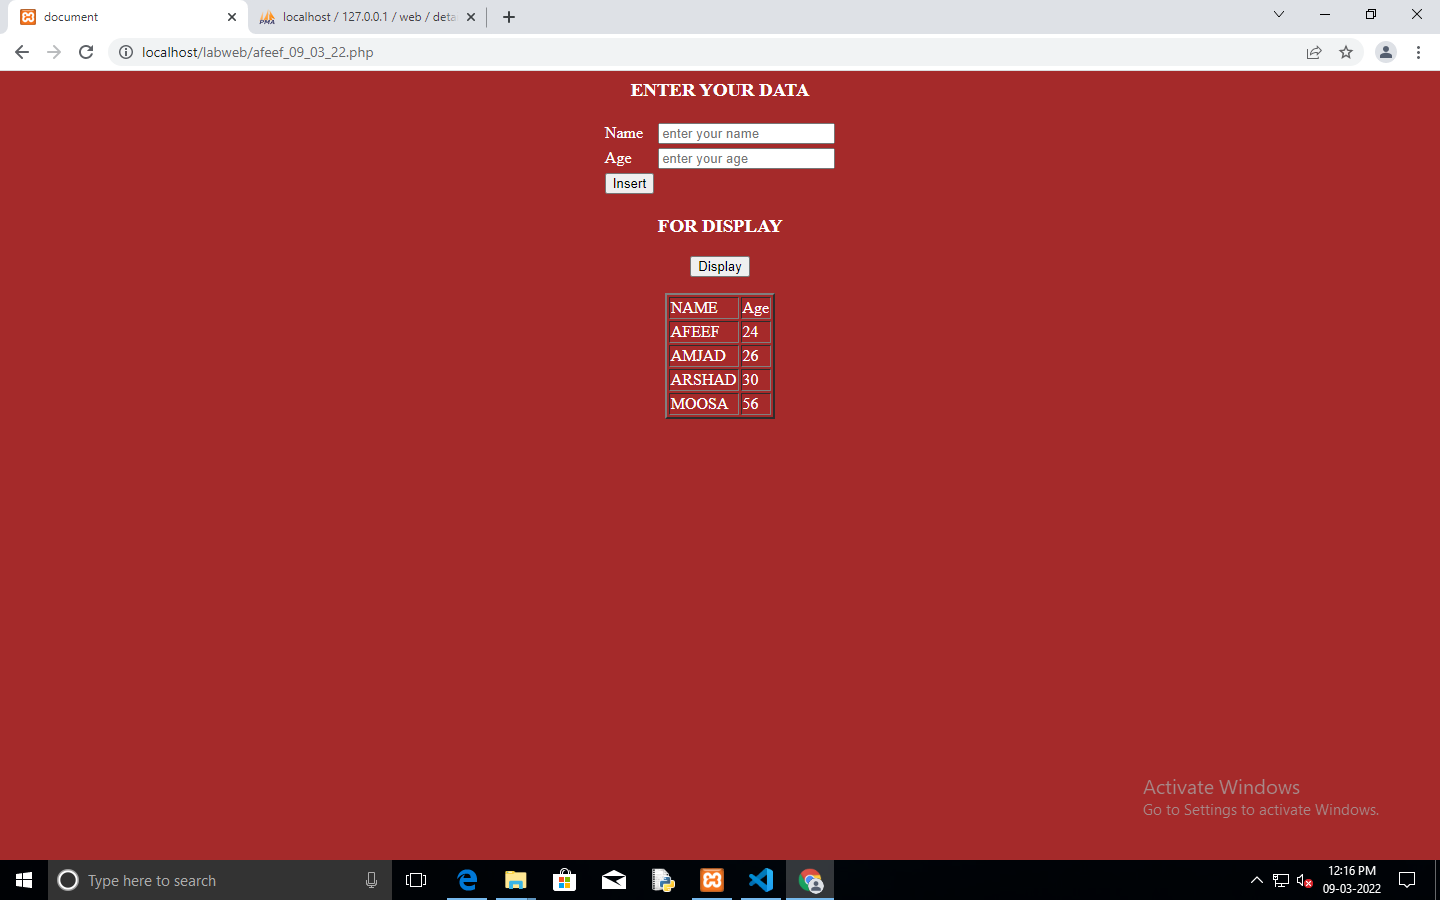 document
localhost / 127.0.0.1 / web / deta
localhost/labweb/afeef_09_03_22.php
ENTER YOUR DATA
Name enter your name
Age enter your age
Insert
FOR DISPLAY
Display
NAME Age
AFEEF 24
AMJAD 26
ARSHAD 30
MOOSA 56
Activate Windows
Go to Settings to activate Windows.
Type here to search
12:16 PM
09-03-2022